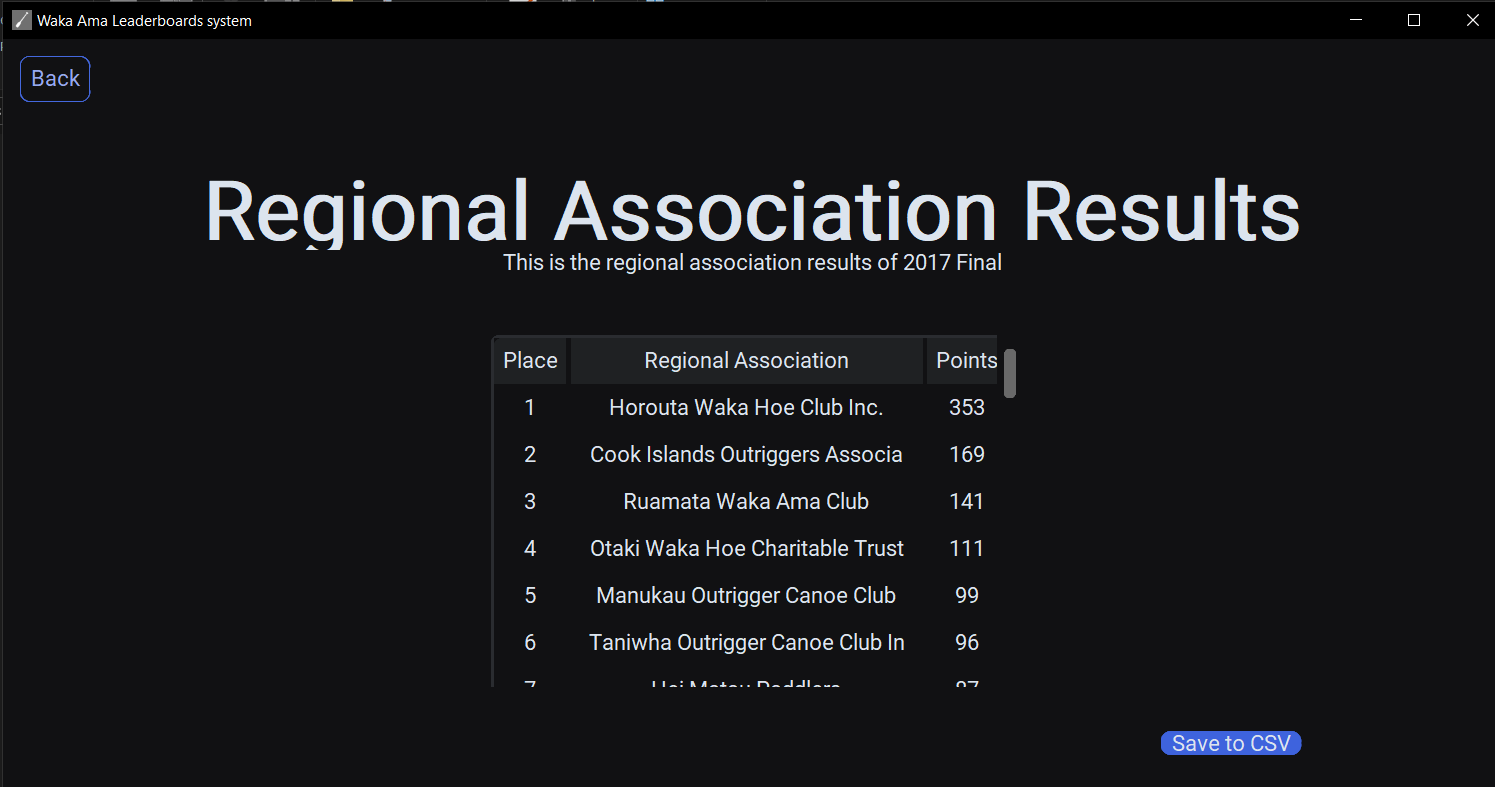 Waka Ama Leaderboards system
Back
Regional Association Results
This is the regional association results of 2017 Final
Place Regional Association Points
1 Horouta Waka Hoe Club Inc. 353
2 Cook Islands Outriggers Associa 169
3 Ruamata Waka Ama Club 141
4 Otaki Waka Hoe Charitable Trust 111
5 Manukau Outrigger Canoe Club 99
6 Taniwha Outrigger Canoe Club In 96
7 87
Save to CSV